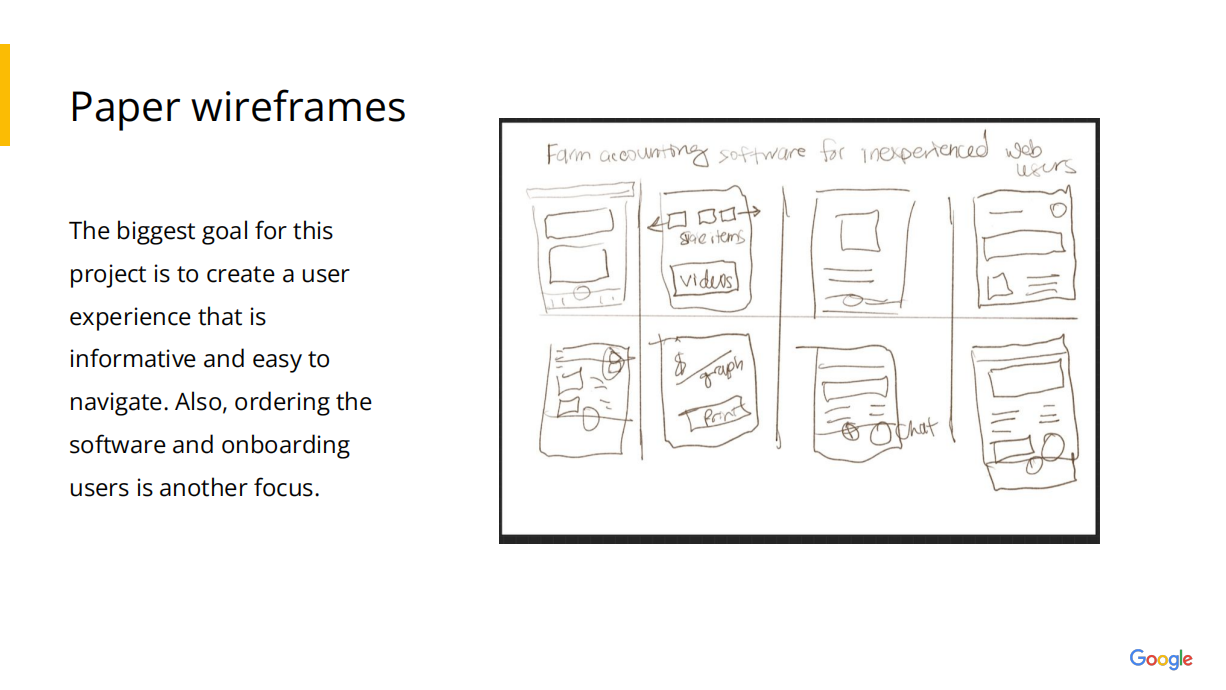 Paper wireframes
The biggest goal for this
project is to create a user
experience that is
informative and easy to
navigate. Also, ordering the
software and onboarding
users is another focus.
Farm accounting software for inexperienced web
users
items
videos
$
graph
Print
Chat
Google